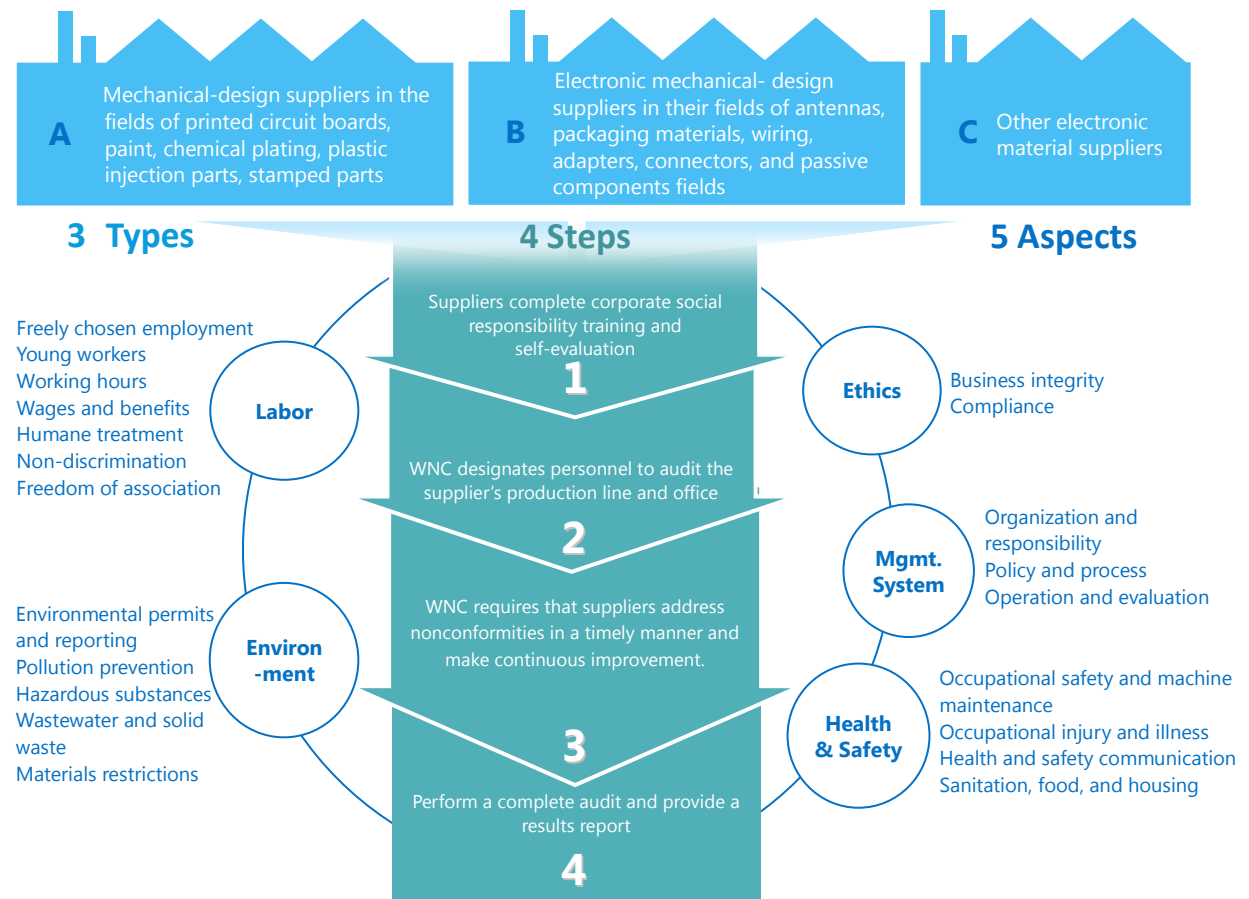 A
Mechanical-design suppliers in the
fields of printed circuit boards,
paint, chemical plating, plastic
injection parts, stamped parts
B
Electronic mechanical- design
suppliers in their fields of antennas,
packaging materials, wiring,
adapters, connectors, and passive
components fields
C
Other electronic
material suppliers
3 Types
4 Steps
5 Aspects
Suppliers complete corporate social
responsibility training and
self-evaluation
1
WNC designates personnel to audit the
supplier's production line and office
2
WNC requires that suppliers address
nonconformities in a timely manner and
make continuous improvement.
3
Perform a complete audit and provide a
results report
4
Freely chosen employment
Young workers
Working hours
Wages and benefits
Humane treatment
Non-discrimination
Freedom of association
Labor
Environmental permits
and reporting
Pollution prevention
Hazardous substances
Wastewater and solid
waste
Materials restrictions
Environ
-ment
Ethics
Business integrity
Compliance
Mgmt.
System
Organization and
responsibility
Policy and process
Operation and evaluation
Health
& Safety
Occupational safety and machine
maintenance
Occupational injury and illness
Health and safety communication
Sanitation, food, and housing